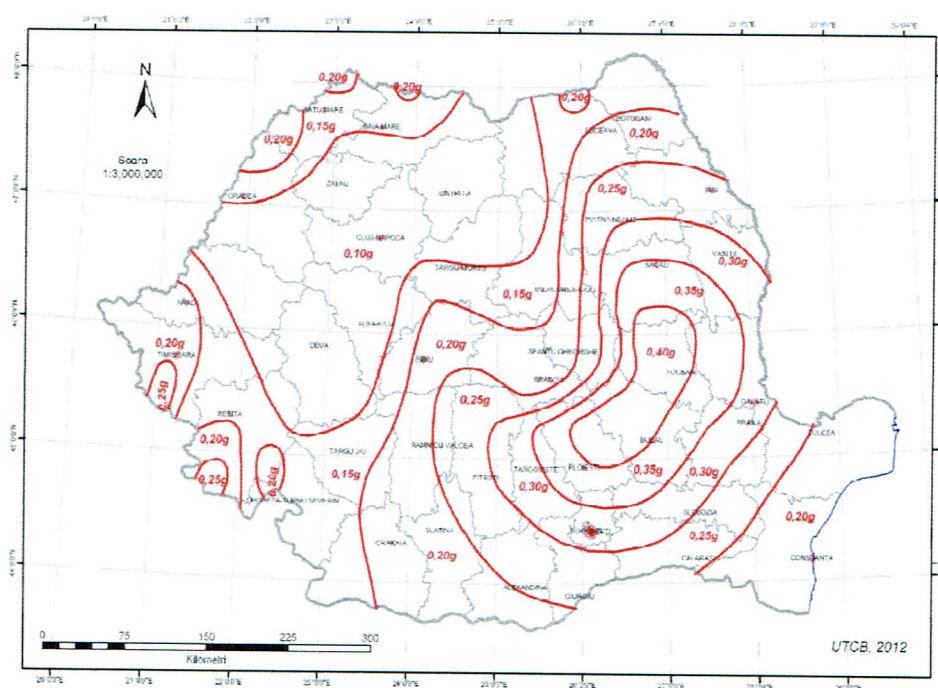 N
Scara
1:3,000,000
0,20g
0,20g
0,20g
SATU MARE
0,15g
BAIA MARE
0,20g
BOTOSANI
SUCEAVA
0,20g
ORADEA
ZALAU
BISTRITA
0,25g
IASI
PIATRA NEAMT
CLUJ-NAPOCA
0,10g
TARGU MURES
BACAU
VASLUI
0,30g
0,15g
MIERCUREA CIUC
0,35g
ARAD
ALBA IULIA
0,20g
TIMISOARA
DEVA
SIBIU
0,20g
SFANTU GHEORGHE
0,40g
FOCSANI
BRASOV
0,25g
0,25g
RESITA
GALATI
BRAILA
TULCEA
0,20g
TARGU JIU
RAMNICU VALCEA
BUZAU
0,25g
0,20g
0,15g
PITESTI
TARGOVISTE
PLOIESTI
0,35g
0,30g
0,30g
DROBETA-TURNU SEVERIN
SLOBOZIA
0,20g
CRAIOVA
SLATINA
BUCURESTI
0,25g
0,20g
CALARASI
CONSTANTA
ALEXANDRIA
GIURGIU
0 75 150 225 300
Kilometri
UTCB, 2012